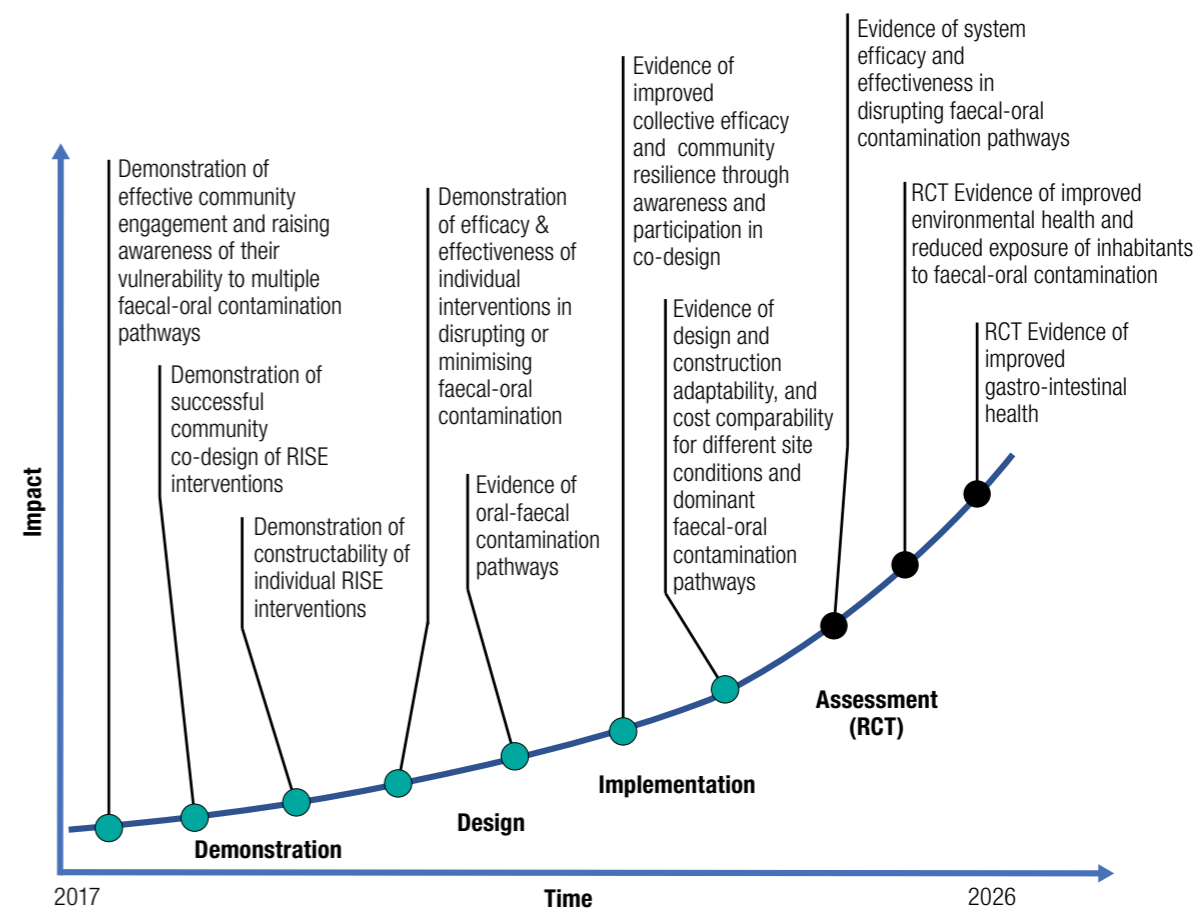 Demonstration of
effective community
engagement and raising
awareness of their
vulnerability to multiple
faecal-oral contamination
pathways
Demonstration of
successful
community
co-design of RISE
interventions
Demonstration of
constructability of
individual RISE
interventions
Demonstration
of efficacy &
effectiveness of
individual
interventions in
disrupting or
minimising
faecal-oral
contamination
Evidence of
oral-faecal
contamination
pathways
Evidence of
improved
collective efficacy
and community
resilience through
awareness and
participation in
co-design
Evidence of
design and
construction
adaptability, and
cost comparability
for different site
conditions and
dominant
faecal-oral
contamination
pathways
Evidence of system
efficacy and
effectiveness in
disrupting faecal-oral
contamination pathways
RCT Evidence of improved
environmental health and
reduced exposure of inhabitants
to faecal-oral contamination
RCT Evidence of
improved
gastro-intestinal
health
Impact
Demonstration
Design
Implementation
Assessment
(RCT)
2017
Time
2026